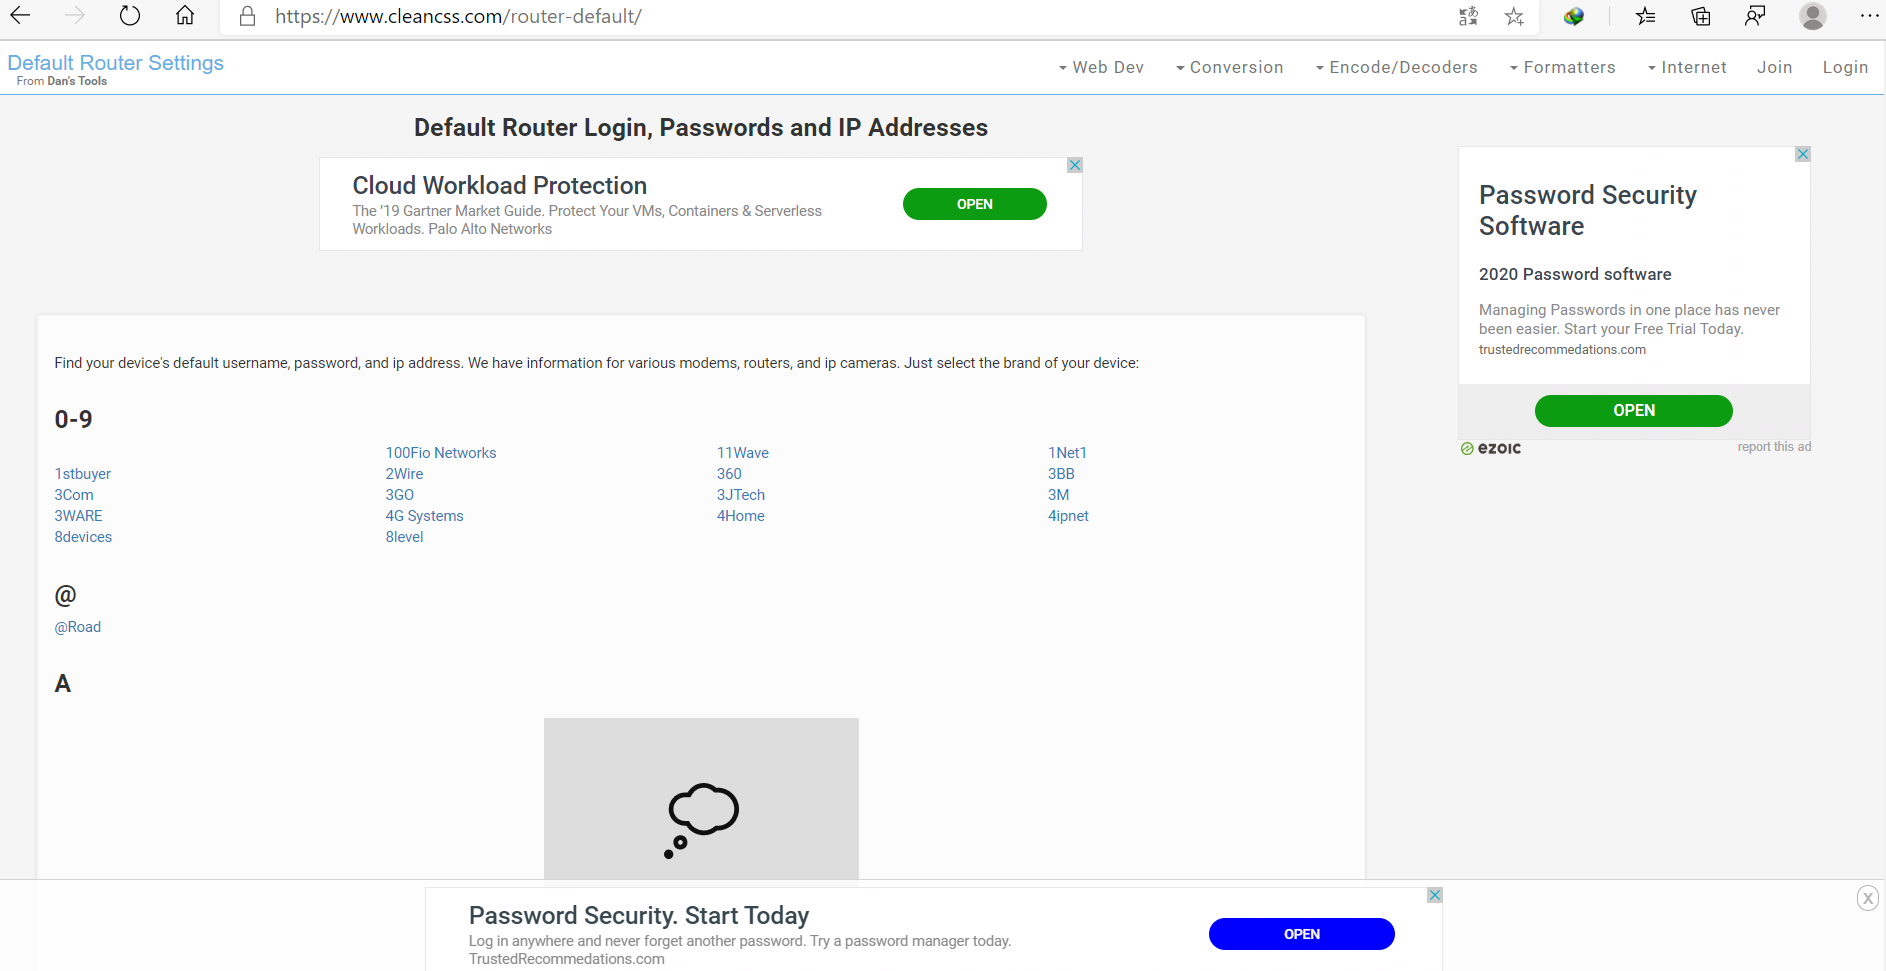 https://www.cleancss.com/router-default/
Default Router Settings
From Dan's Tools
Web Dev
Conversion
Encode/Decoders
Formatters
Internet
Join
Login
Default Router Login, Passwords and IP Addresses
Cloud Workload Protection
The '19 Gartner Market Guide. Protect Your VMs, Containers & Serverless
Workloads. Palo Alto Networks
OPEN
Password Security
Software
2020 Password software
Managing Passwords in one place has never
been easier. Start your Free Trial Today.
trustedrecommedations.com
OPEN
ezoic
report this ad
Find your device's default username, password, and ip address. We have information for various modems, routers, and ip cameras. Just select the brand of your device:
0-9
100Fio Networks 11Wave 1Net1
1stbuyer 2Wire 360 3BB
3Com 3GO 3JTech 3M
3WARE 4G Systems 4Home 4ipnet
8devices 8level
@
@Road
A
Password Security. Start Today
Log in anywhere and never forget another password. Try a password manager today.
TrustedRecommedations.com
OPEN
X